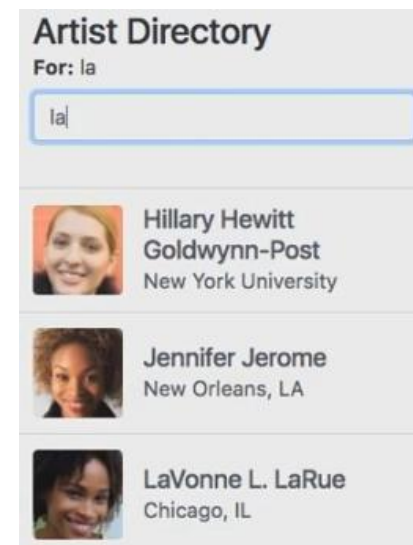 Artist Directory
For: la
la
Hillary Hewitt
Goldwynn-Post
New York University
Jennifer Jerome
New Orleans, LA
LaVonne L. LaRue
Chicago, IL